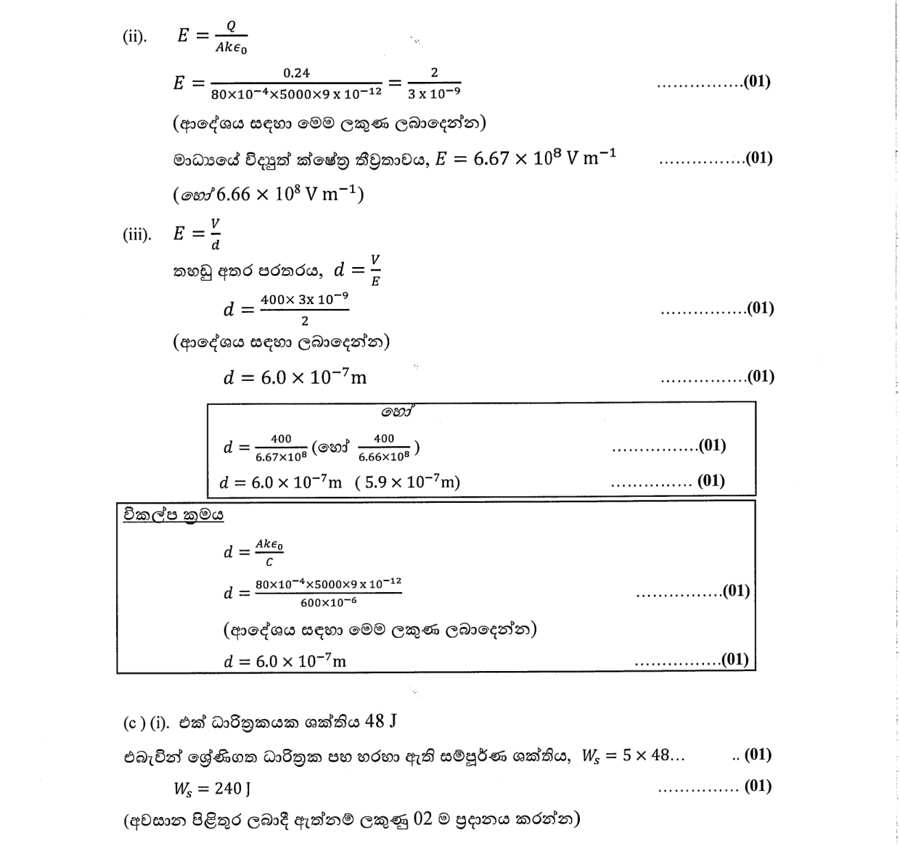 (ii). E = Q/Akϵ₀
E = 0.24/80×10⁻⁴×5000×9 x 10⁻¹² = 2/3 x 10⁻⁹ ................(01)
(ආදේශය සඳහා මෙම ලකුණ ලබාදෙන්න)
මාධ්‍යයේ විද්‍යුත් ක්ෂේත්‍ර තීව්‍රතාවය, E = 6.67 × 10⁸ V m⁻¹ ................(01)
(හෝ 6.66 × 10⁸ V m⁻¹)
(iii). E = V/d
තහඩු අතර පරතරය, d = V/E
d = 400× 3x 10⁻⁹/2 ................(01)
(ආදේශය සඳහා ලබාදෙන්න)
d = 6.0 × 10⁻⁷m ................(01)
හෝ
d = 400/6.67×10⁸ (හෝ 400/6.66×10⁸) ................(01)
d = 6.0 × 10⁻⁷m ( 5.9 × 10⁻⁷m) ............... (01)
විකල්ප ක්‍රමය
d = Akϵ₀/C
d = 80×10⁻⁴×5000×9 x 10⁻¹²/600×10⁻⁶ ................(01)
(ආදේශය සඳහා මෙම ලකුණ ලබාදෙන්න)
d = 6.0 × 10⁻⁷m ................(01)
(c ) (i). එක් ධාරිත්‍රකයක ශක්තිය 48 J
එබැවින් ශ්‍රේණිගත ධාරිත්‍රක පහ හරහා ඇති සම්පූර්ණ ශක්තිය, Wₛ = 5 × 48... .. (01)
Wₛ = 240 J ............... (01)
(අවසාන පිළිතුර ලබාදී ඇත්නම් ලකුණු 02 ම ප්‍රදානය කරන්න)